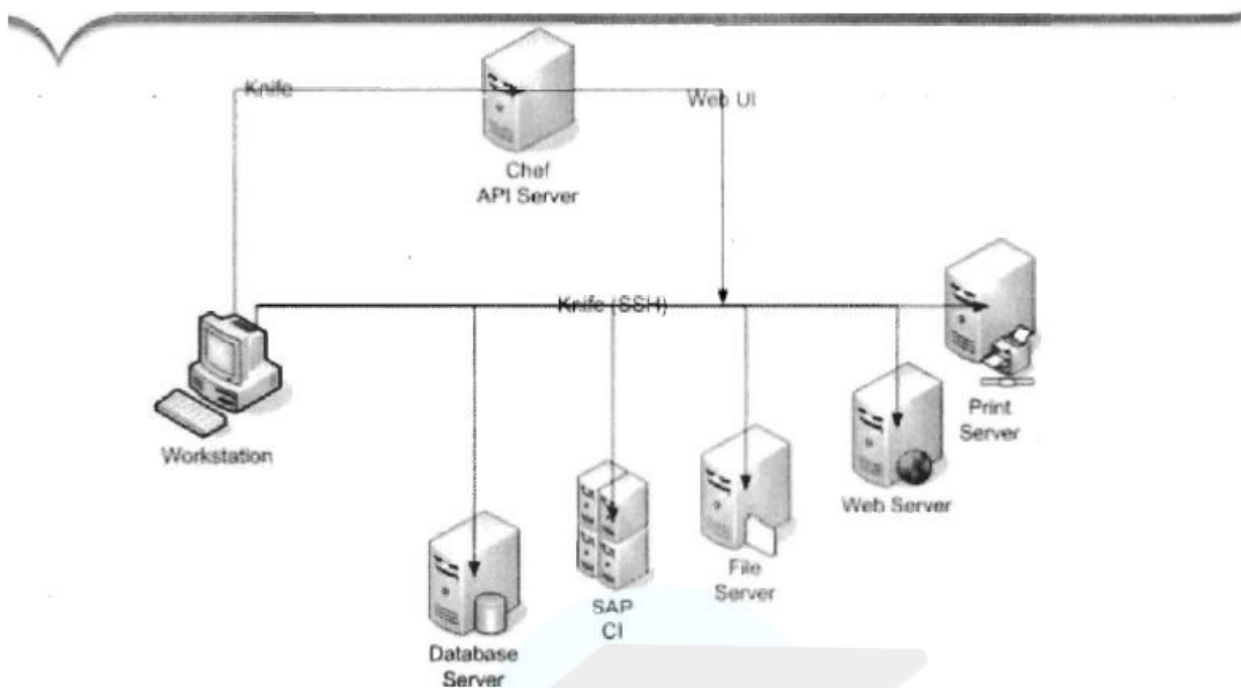 Knife
Web UI
Chef
API Server
Knife (SSH)
Print
Server
Workstation
Web Server
File
Server
SAP
CI
Database
Server